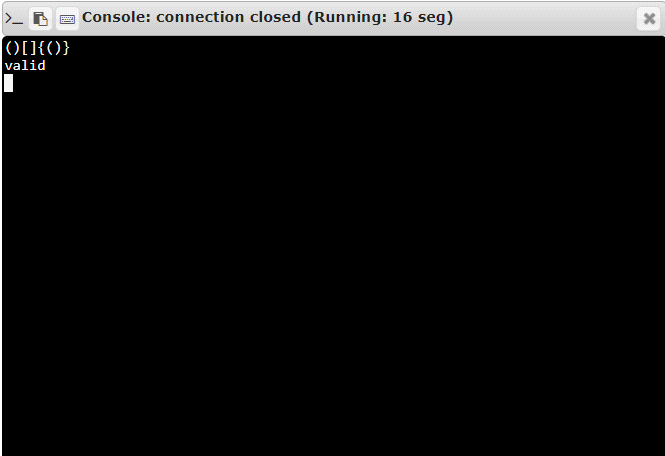 Console: connection closed (Running: 16 seg)
()[]{()}
valid